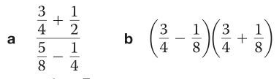 a (3/4 + 1/2) / (5/8 − 1/4)  b (3/4 − 1/8)(3/4 + 1/8)